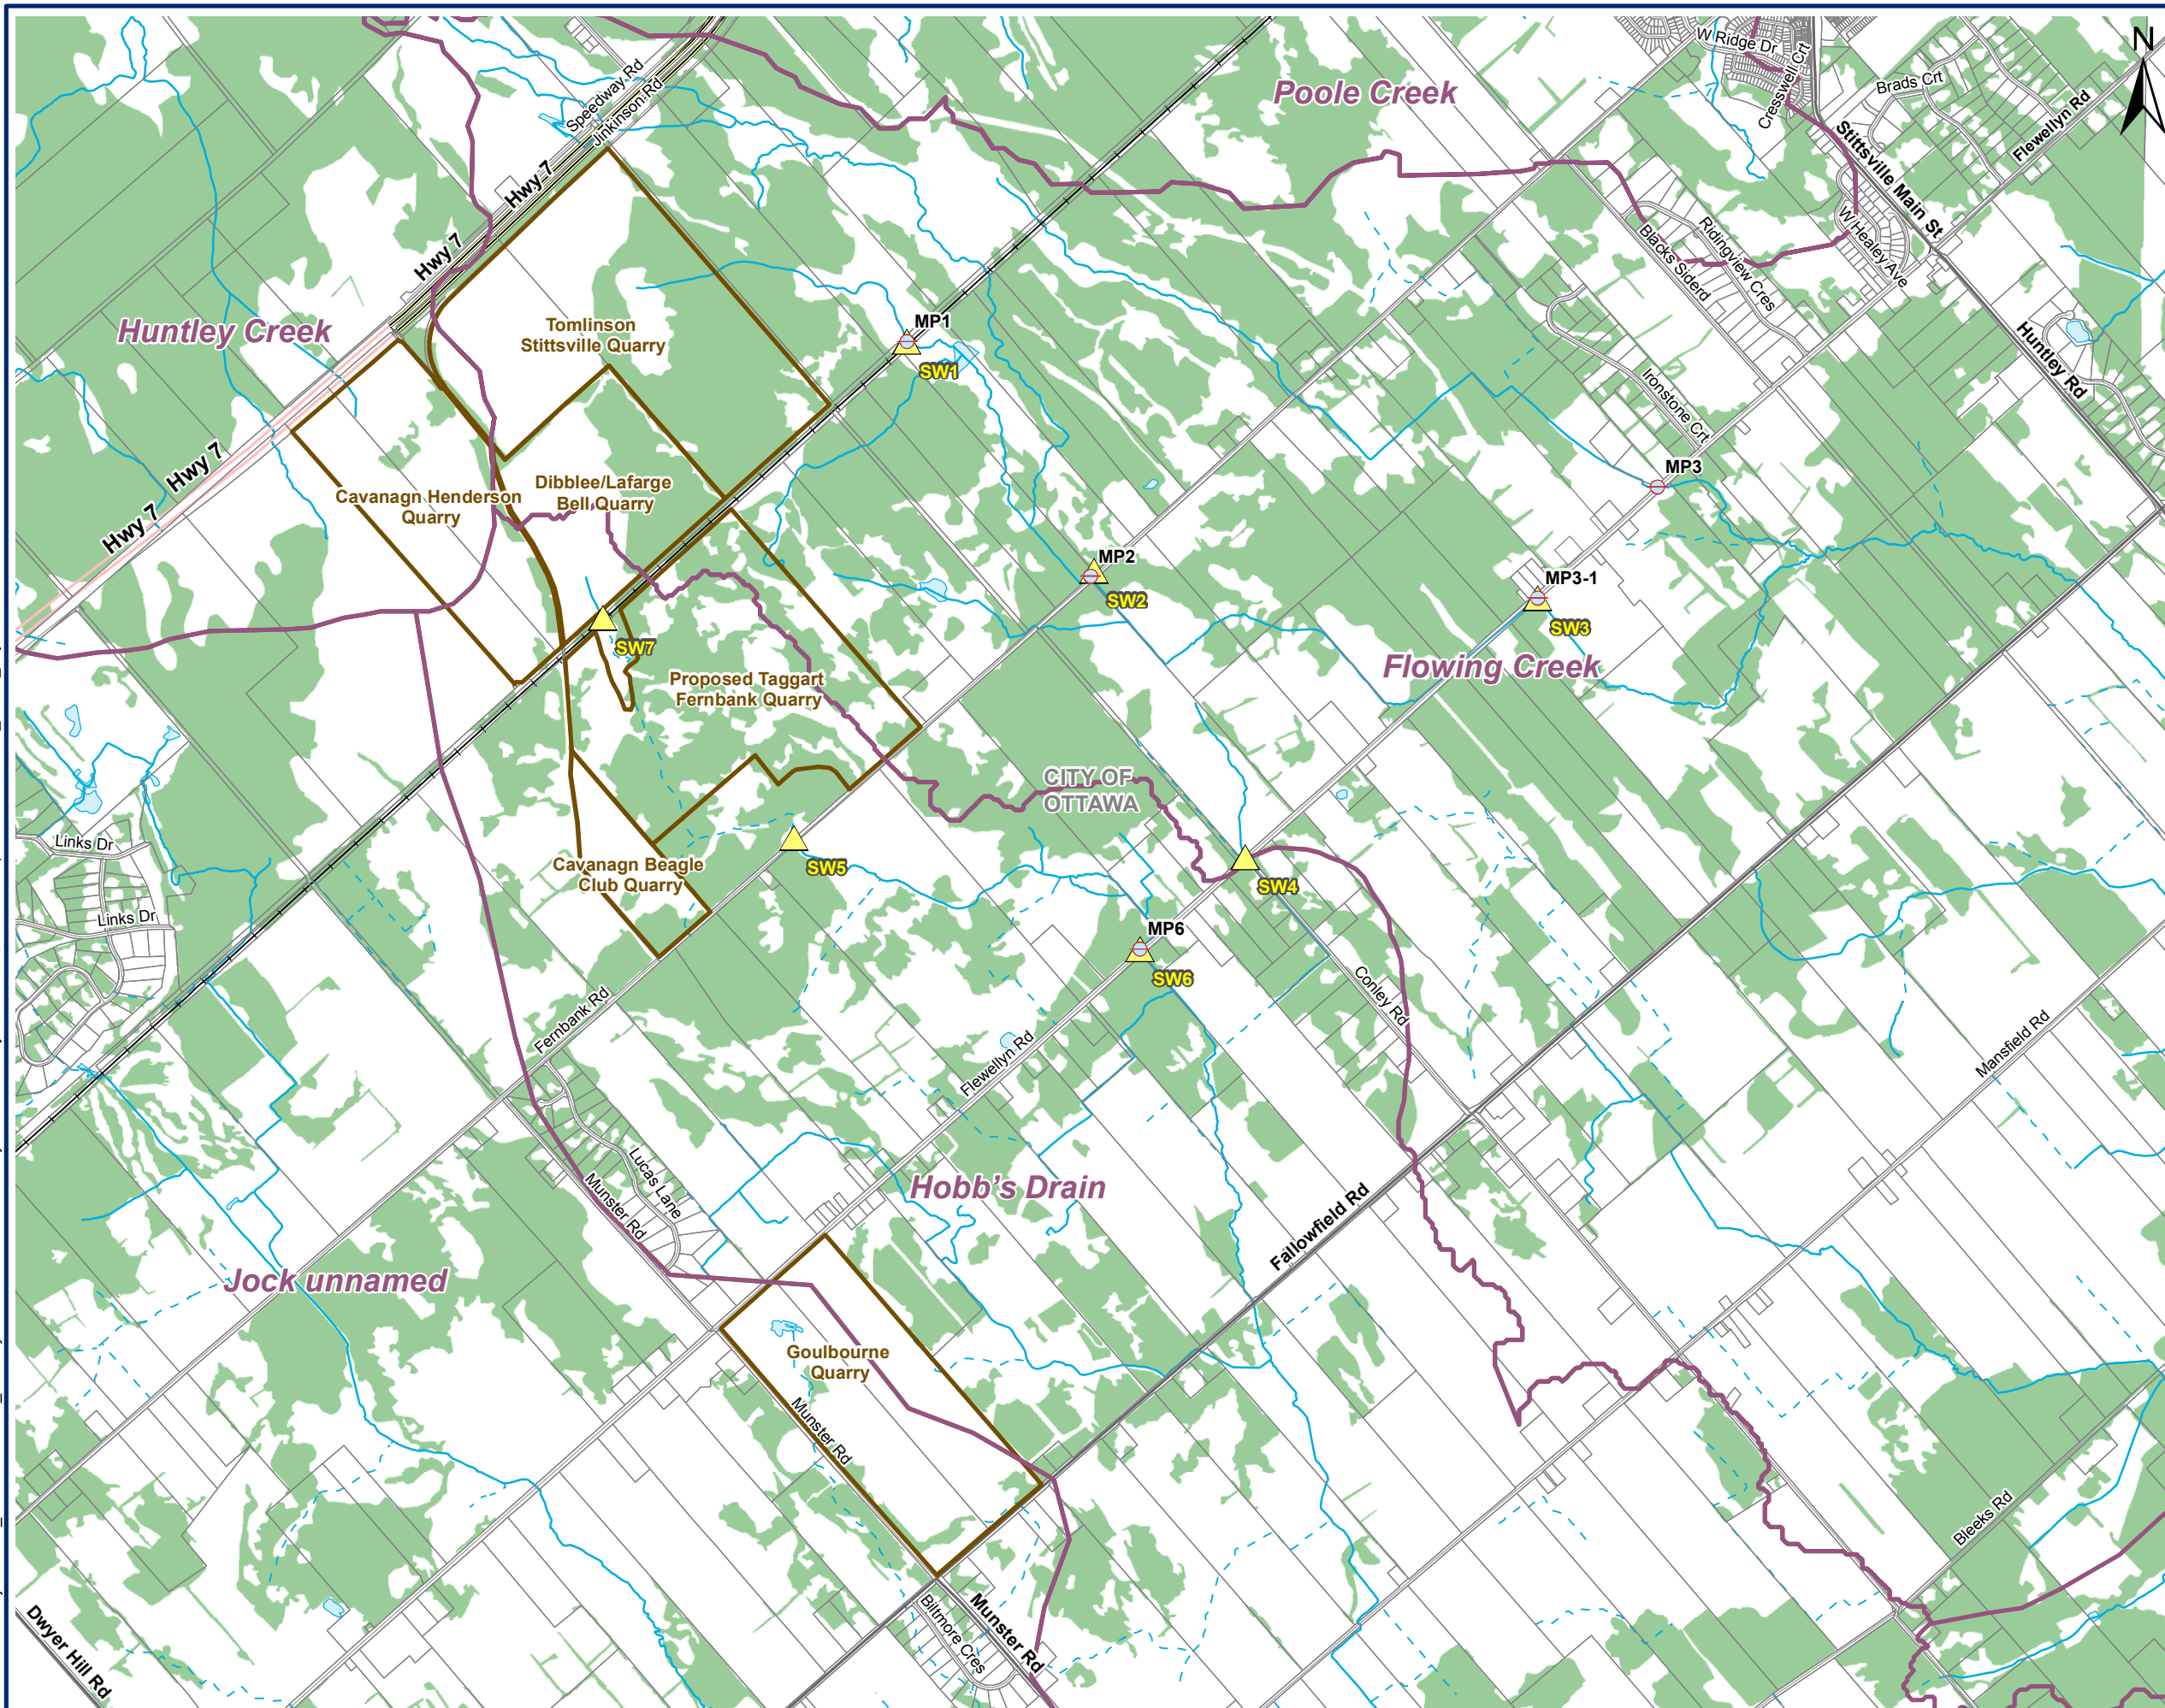 W Ridge Dr
Cresswell Crt
Brads Crt
Flewellyn Rd
N
Speedway Rd
Jinkinson Rd
Poole Creek
Stittsville Main St
Hwy 7
Hwy 7
W Healey Ave
Ridingview Cres
Blacks Siderd
Huntley Creek
Tomlinson
Stittsville Quarry
MP1
SW1
Huntley Rd
Ironstone Crt
Hwy 7
Hwy 7
Cavanagn Henderson
Quarry
Dibblee/Lafarge
Bell Quarry
MP3
MP2
SW2
MP3-1
SW3
SW7
Flowing Creek
Proposed Taggart
Fernbank Quarry
CITY OF
OTTAWA
Links Dr
Links Dr
Cavanagn Beagle
Club Quarry
SW5
SW4
MP6
SW6
Conley Rd
Fernbank Rd
Flewellyn Rd
Mansfield Rd
Lucas Lane
Munster Rd
Hobb's Drain
Fallowfield Rd
Jock unnamed
Goulbourne
Quarry
Munster Rd
Bleeks Rd
Dwyer Hill Rd
Biltmore Cres
Munster Rd